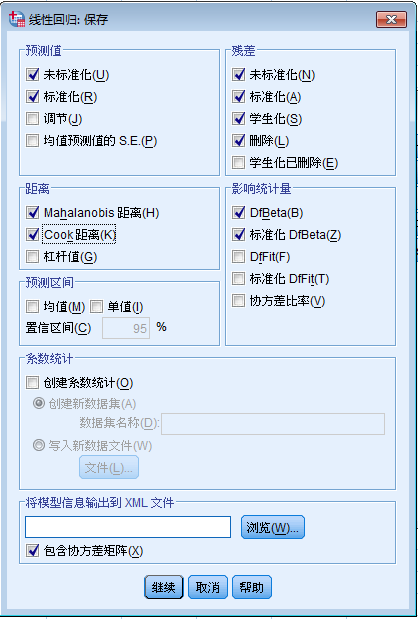 线性回归: 保存
预测值
未标准化(U)
标准化(R)
调节(J)
均值预测值的 S.E.(P)
残差
未标准化(N)
标准化(A)
学生化(S)
删除(L)
学生化已删除(E)
距离
Mahalanobis 距离(H)
Cook 距离(K)
杠杆值(G)
影响统计量
DfBeta(B)
标准化 DfBeta(Z)
DfFit(F)
标准化 DfFit(T)
协方差比率(V)
预测区间
均值(M) 单值(I)
置信区间(C) 95 %
系数统计
创建系数统计(O)
创建新数据集(A)
数据集名称(D):
写入新数据文件(W)
文件(L)...
将模型信息输出到 XML 文件
浏览(W)...
包含协方差矩阵(X)
继续 取消 帮助